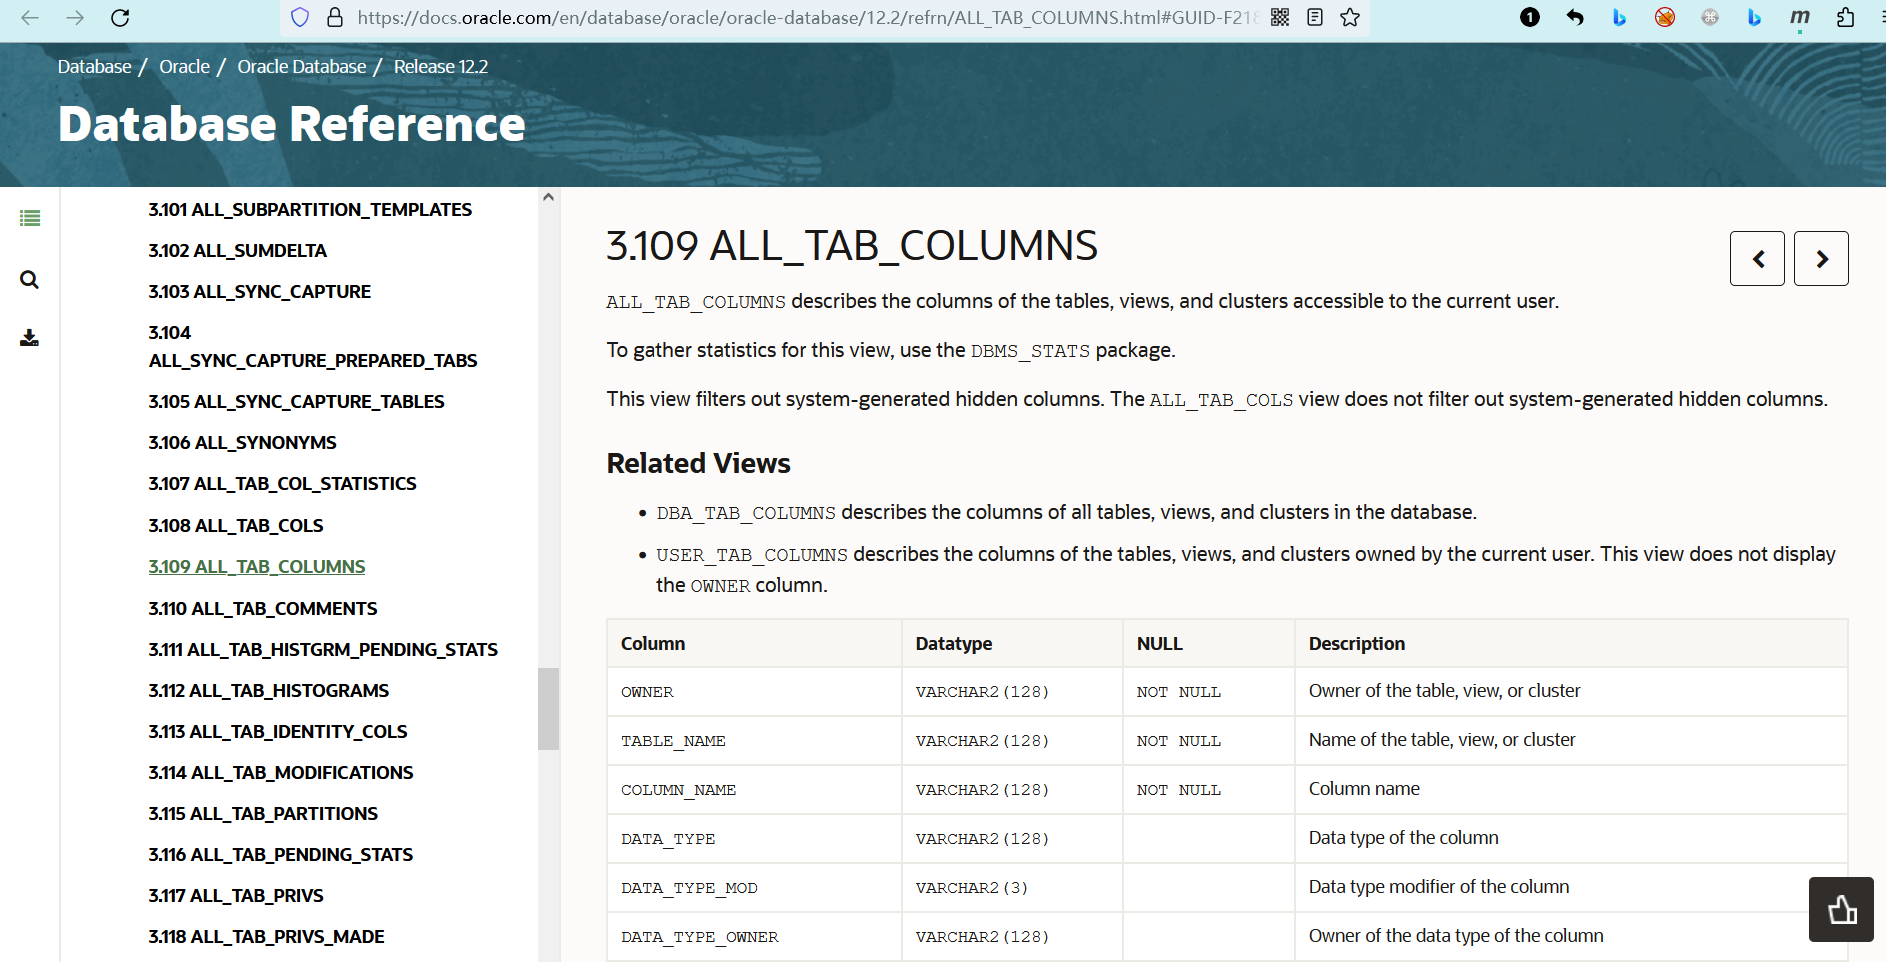 https://docs.oracle.com/en/database/oracle/oracle-database/12.2/refrn/ALL_TAB_COLUMNS.html#GUID-F218
Database / Oracle / Oracle Database / Release 12.2
Database Reference
3.101 ALL_SUBPARTITION_TEMPLATES
3.102 ALL_SUMDELTA
3.103 ALL_SYNC_CAPTURE
3.104
ALL_SYNC_CAPTURE_PREPARED_TABS
3.105 ALL_SYNC_CAPTURE_TABLES
3.106 ALL_SYNONYMS
3.107 ALL_TAB_COL_STATISTICS
3.108 ALL_TAB_COLS
3.109 ALL_TAB_COLUMNS
3.110 ALL_TAB_COMMENTS
3.111 ALL_TAB_HISTGRM_PENDING_STATS
3.112 ALL_TAB_HISTOGRAMS
3.113 ALL_TAB_IDENTITY_COLS
3.114 ALL_TAB_MODIFICATIONS
3.115 ALL_TAB_PARTITIONS
3.116 ALL_TAB_PENDING_STATS
3.117 ALL_TAB_PRIVS
3.118 ALL_TAB_PRIVS_MADE
3.109 ALL_TAB_COLUMNS
ALL_TAB_COLUMNS describes the columns of the tables, views, and clusters accessible to the current user.
To gather statistics for this view, use the DBMS_STATS package.
This view filters out system-generated hidden columns. The ALL_TAB_COLS view does not filter out system-generated hidden columns.
Related Views
• DBA_TAB_COLUMNS describes the columns of all tables, views, and clusters in the database.
• USER_TAB_COLUMNS describes the columns of the tables, views, and clusters owned by the current user. This view does not display
the OWNER column.
Column Datatype NULL Description
OWNER VARCHAR2(128) NOT NULL Owner of the table, view, or cluster
TABLE_NAME VARCHAR2(128) NOT NULL Name of the table, view, or cluster
COLUMN_NAME VARCHAR2(128) NOT NULL Column name
DATA_TYPE VARCHAR2(128) Data type of the column
DATA_TYPE_MOD VARCHAR2(3) Data type modifier of the column
DATA_TYPE_OWNER VARCHAR2(128) Owner of the data type of the column